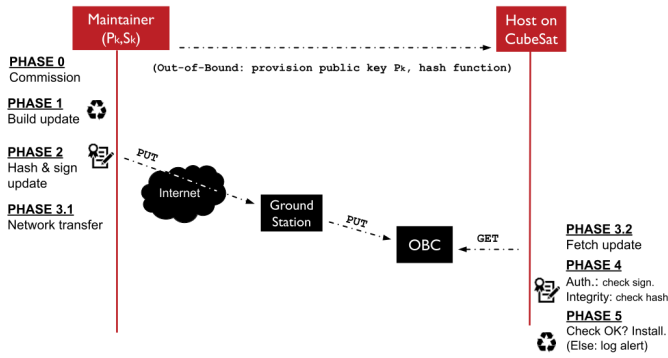 Maintainer
(Pk,Sk)
Host on
CubeSat
(Out-of-Bound: provision public key Pk, hash function)
PHASE 0
Commission
PHASE 1
Build update
PHASE 2
Hash & sign
update
PUT
Internet
PHASE 3.1
Network transfer
Ground
Station
PUT
OBC
GET
PHASE 3.2
Fetch update
PHASE 4
Auth.: check sign.
Integrity: check hash
PHASE 5
Check OK? Install.
(Else: log alert)